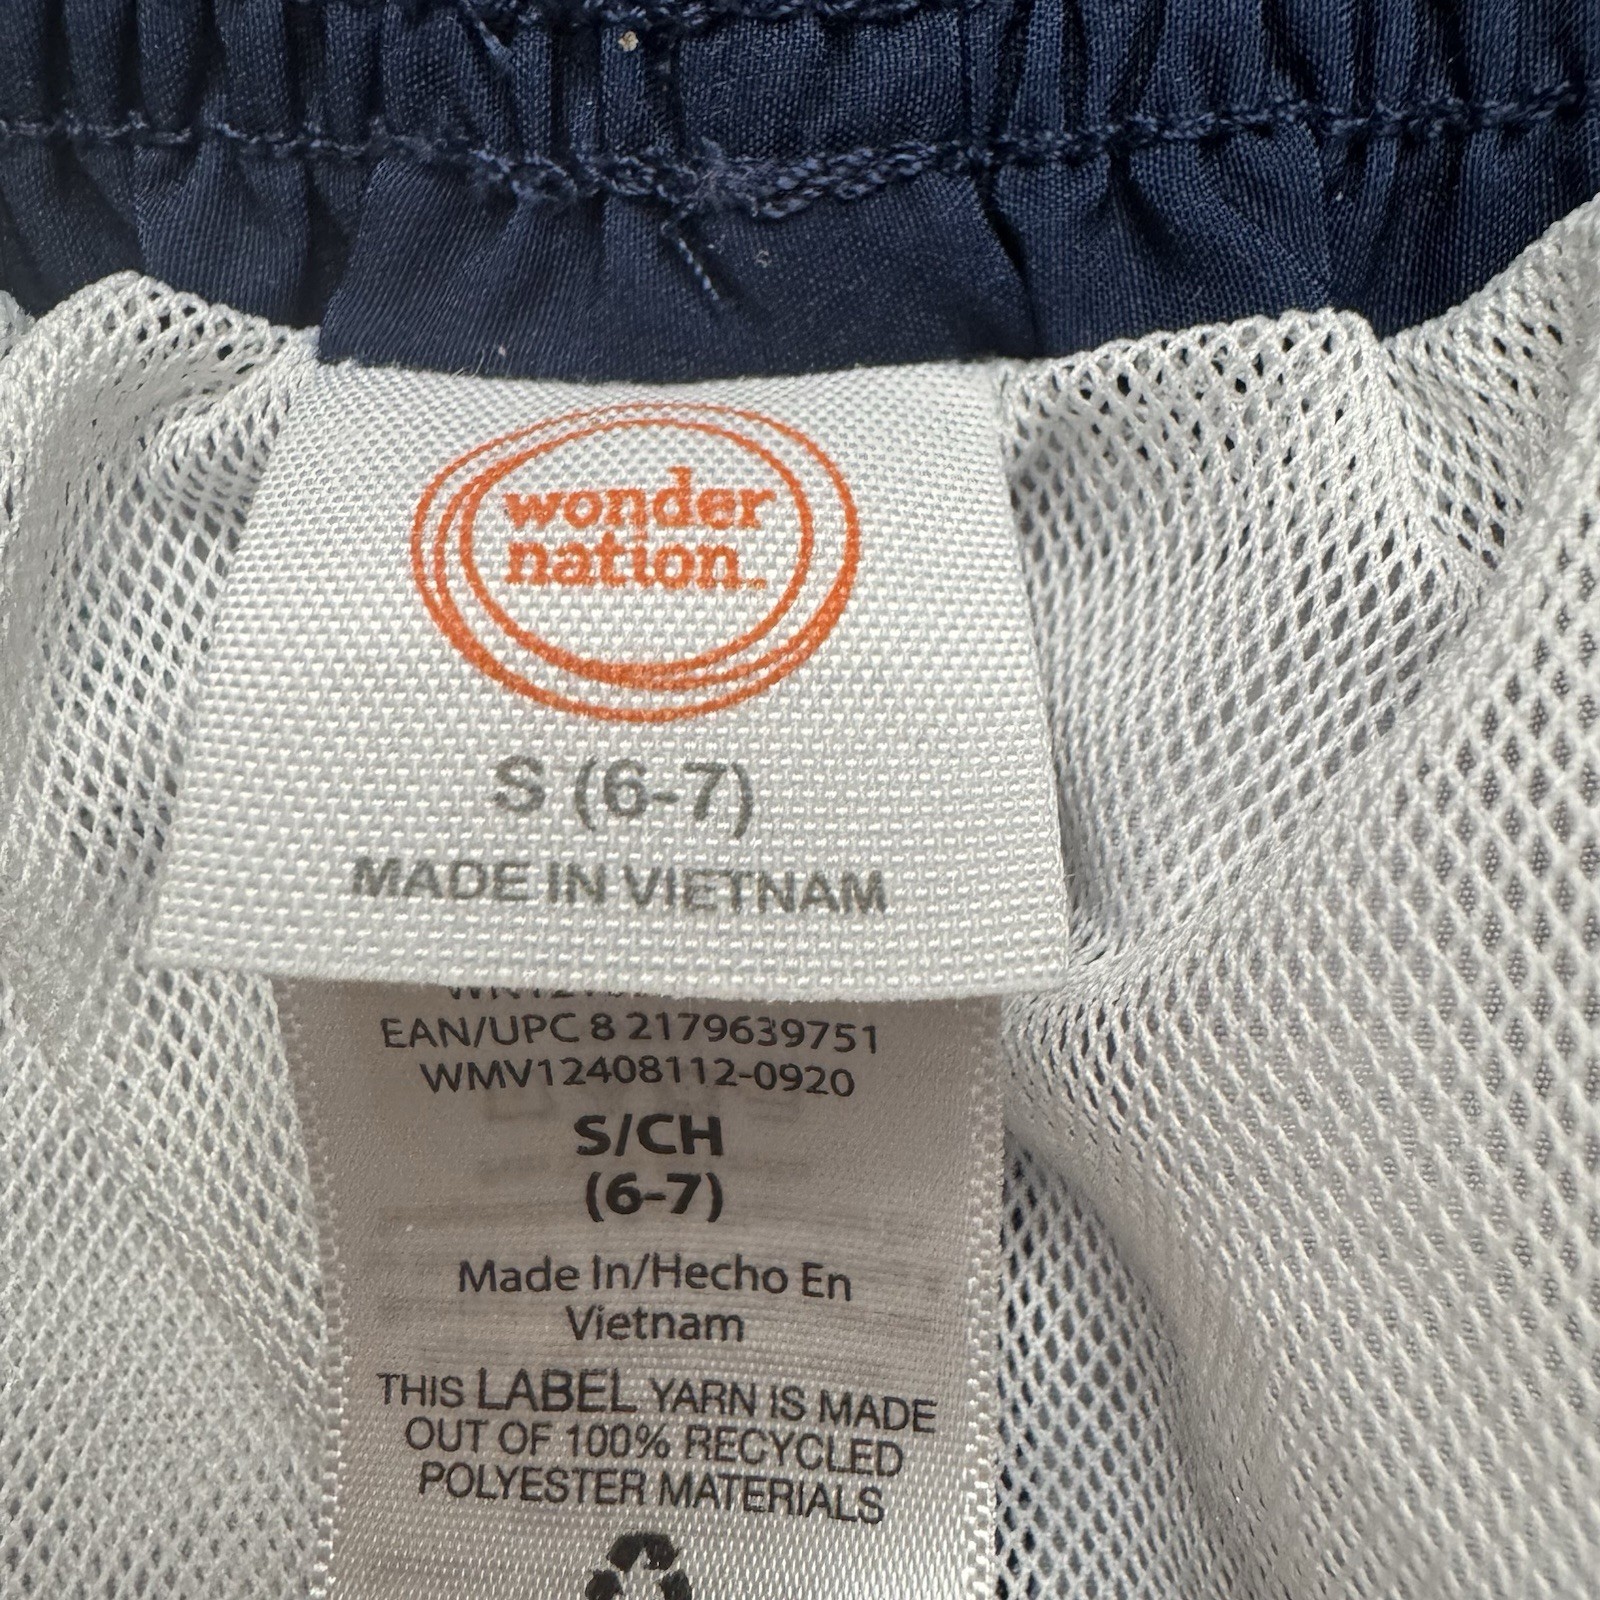 wonder
nation™
S (6-7)
MADE IN VIETNAM
EAN/UPC 8 2179639751
WMV12408112-0920
S/CH
(6-7)
Made In/Hecho En
Vietnam
THIS LABEL YARN IS MADE
OUT OF 100% RECYCLED
POLYESTER MATERIALS